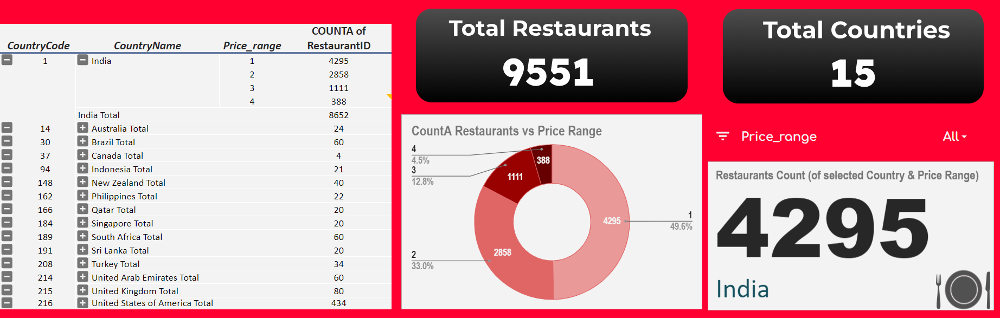 CountryCode CountryName Price_range COUNTA of RestaurantID
1 India 1 4295
2 2858
3 1111
4 388
India Total 8652
14 Australia Total 24
30 Brazil Total 60
37 Canada Total 4
94 Indonesia Total 21
148 New Zealand Total 40
162 Philippines Total 22
166 Qatar Total 20
184 Singapore Total 20
189 South Africa Total 60
191 Sri Lanka Total 20
208 Turkey Total 34
214 United Arab Emirates Total 60
215 United Kingdom Total 80
216 United States of America Total 434
Total Restaurants
9551
Total Countries
15
CountA Restaurants vs Price Range
4
4.5%
3
12.8%
388
1111
4295
1
49.6%
2858
2
33.0%
Price_range All
Restaurants Count (of selected Country & Price Range)
4295
India